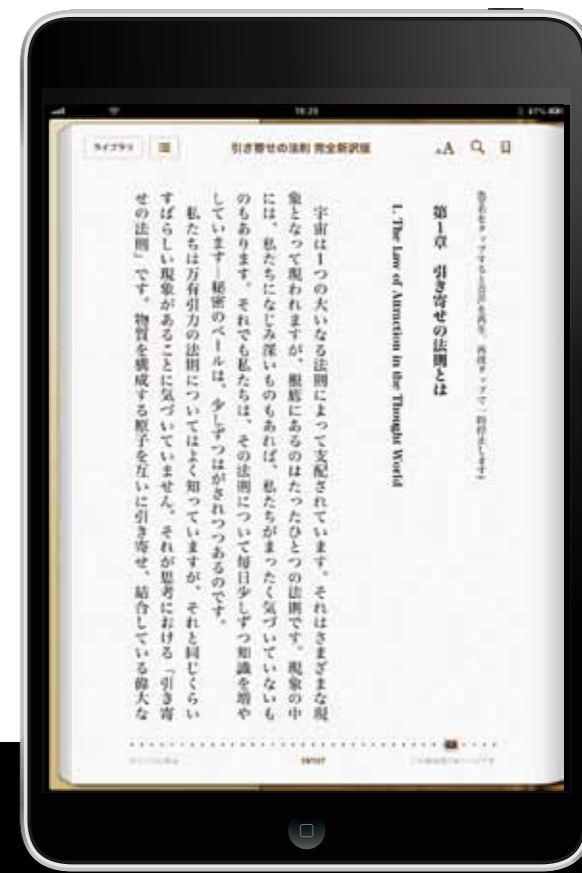 16:29
ライブラリ
引き寄せの法則 完全新訳版
AA
第1章 引き寄せの法則とは
1. The Law of Attraction in the Thought World
宇宙は1つの大いなる法則によって支配されています。それはさまざまな現
象となって現われますが、根底にあるのはたったひとつの法則です。現象の中
には、私たちになじみ深いものもあれば、私たちがまったく気づいていないも
のもあります。それでも私たちは、その法則について毎日少しずつ知識を増や
しています―秘密のベールは、少しずつはがされつつあるのです。
私たちは万有引力の法則についてはよく知っていますが、それと同じくらい
すばらしい現象があることに気づいていません。それが思考における「引き寄
せの法則」です。物質を構成する原子を互いに引き寄せ、結合している偉大な